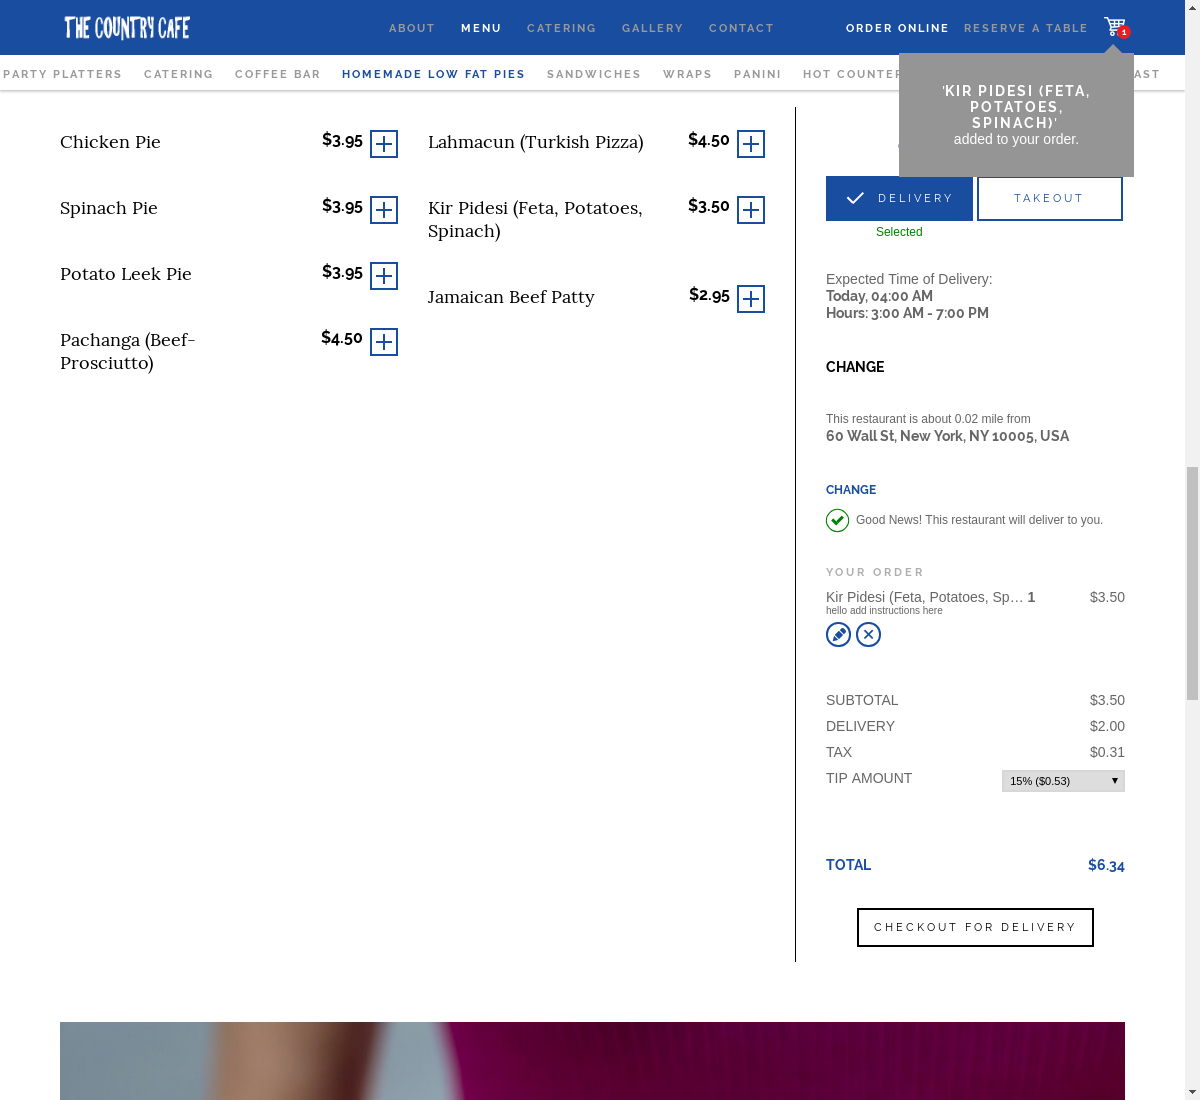 THE COUNTRY CAFE
ABOUT MENU CATERING GALLERY CONTACT ORDER ONLINE RESERVE A TABLE 1
PARTY PLATTERS CATERING COFFEE BAR HOMEMADE LOW FAT PIES SANDWICHES WRAPS PANINI HOT COUNTER AST
'KIR PIDESI (FETA,
POTATOES,
SPINACH)'
added to your order.
Chicken Pie $3.95
Spinach Pie $3.95
Potato Leek Pie $3.95
Pachanga (Beef-
Prosciutto) $4.50
Lahmacun (Turkish Pizza) $4.50
Kir Pidesi (Feta, Potatoes,
Spinach) $3.50
Jamaican Beef Patty $2.95
DELIVERY TAKEOUT
Selected
Expected Time of Delivery:
Today, 04:00 AM
Hours: 3:00 AM - 7:00 PM
CHANGE
This restaurant is about 0.02 mile from
60 Wall St, New York, NY 10005, USA
CHANGE
Good News! This restaurant will deliver to you.
YOUR ORDER
Kir Pidesi (Feta, Potatoes, Sp... 1 $3.50
hello add instructions here
SUBTOTAL $3.50
DELIVERY $2.00
TAX $0.31
TIP AMOUNT 15% ($0.53)
TOTAL $6.34
CHECKOUT FOR DELIVERY